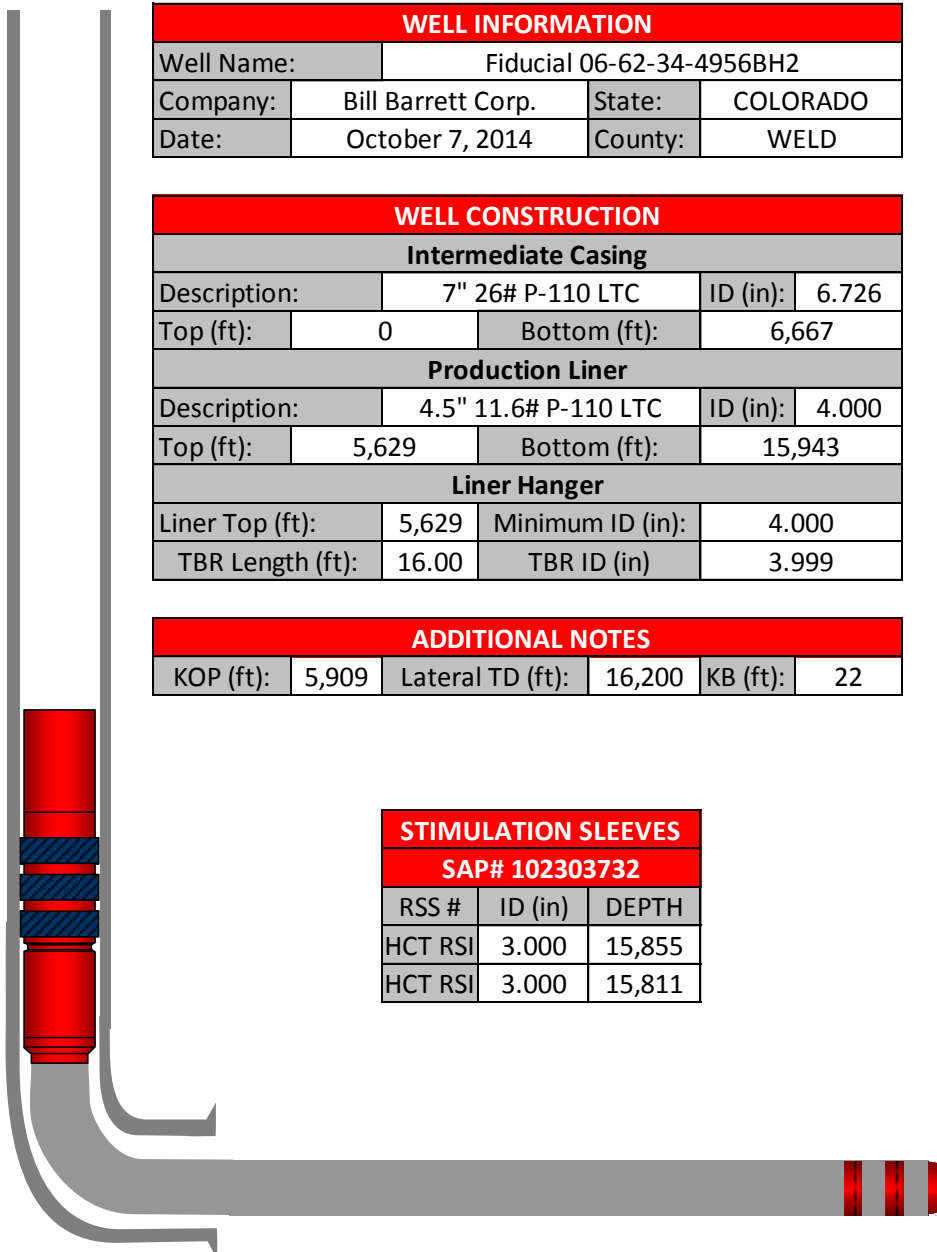 WELL INFORMATION
Well Name: Fiducial 06-62-34-4956BH2
Company: Bill Barrett Corp. State: COLORADO
Date: October 7, 2014 County: WELD
WELL CONSTRUCTION
Intermediate Casing
Description: 7" 26# P-110 LTC ID (in): 6.726
Top (ft): 0 Bottom (ft): 6,667
Production Liner
Description: 4.5" 11.6# P-110 LTC ID (in): 4.000
Top (ft): 5,629 Bottom (ft): 15,943
Liner Hanger
Liner Top (ft): 5,629 Minimum ID (in): 4.000
TBR Length (ft): 16.00 TBR ID (in) 3.999
ADDITIONAL NOTES
KOP (ft): 5,909 Lateral TD (ft): 16,200 KB (ft): 22
STIMULATION SLEEVES
SAP# 102303732
RSS # ID (in) DEPTH
HCT RSI 3.000 15,855
HCT RSI 3.000 15,811